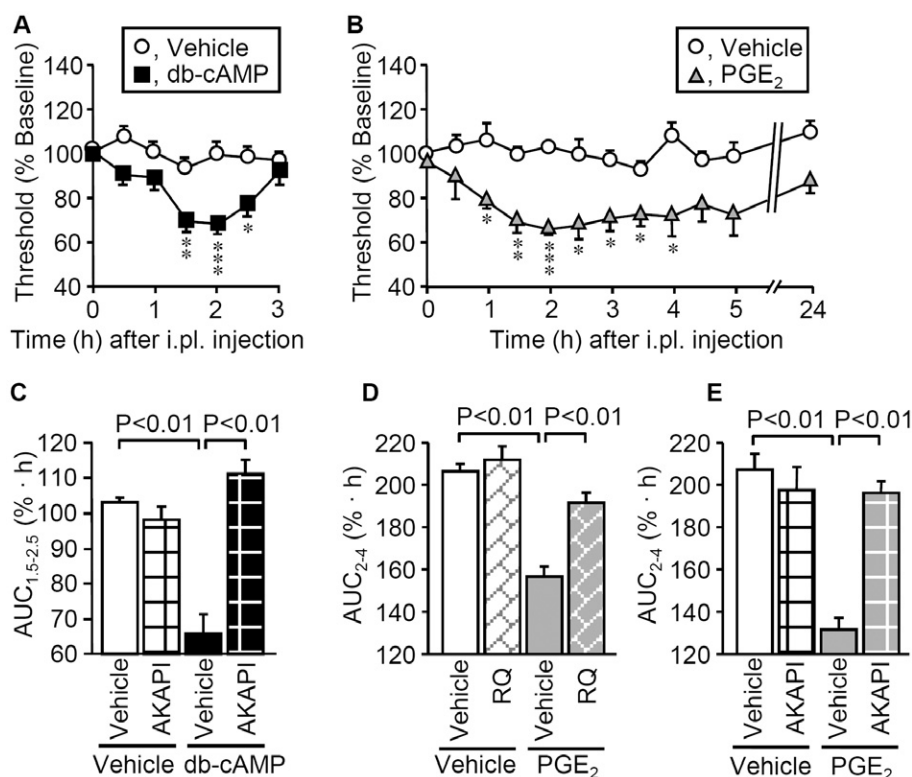 A
○, Vehicle
■, db-cAMP
Threshold (% Baseline)
140
120
100
80
60
40
**
***
*
0
1
2
3
Time (h) after i.pl. injection
B
○, Vehicle
▲, PGE₂
Threshold (% Baseline)
140
120
100
80
60
40
*
**
***
*
*
*
*
0
1
2
3
4
5
24
Time (h) after i.pl. injection
C
P<0.01
P<0.01
AUC₁.₅₋₂.₅ (% · h)
120
110
100
90
80
70
60
Vehicle
AKAPI
Vehicle
AKAPI
Vehicle
db-cAMP
D
P<0.01
P<0.01
AUC₂₋₄ (% · h)
220
200
180
160
140
120
Vehicle
RQ
Vehicle
RQ
Vehicle
PGE₂
E
P<0.01
P<0.01
AUC₂₋₄ (% · h)
220
200
180
160
140
120
Vehicle
AKAPI
Vehicle
AKAPI
Vehicle
PGE₂